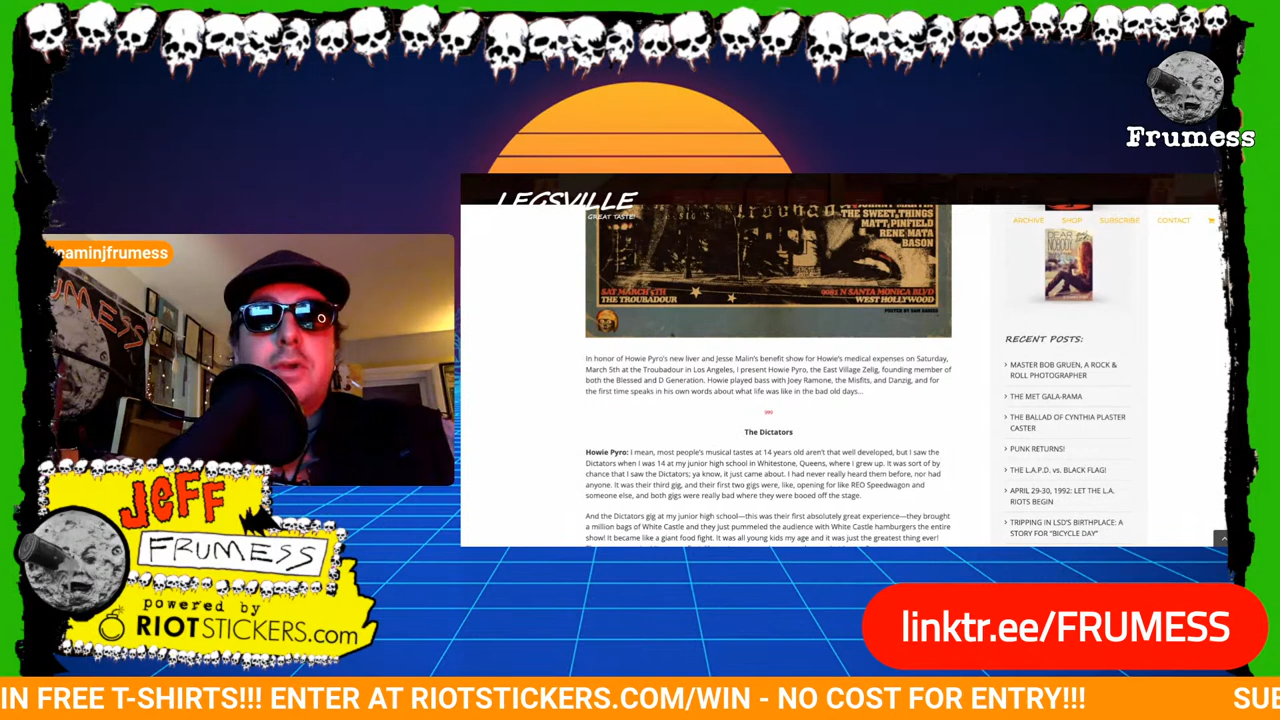 Frumess
LEGSVILLE
GREAT TASTE!
ARCHIVE
SHOP
SUBSCRIBE
CONTACT
THE SWEET THINGS
MATT PINFIELD
RENE MATA
BASON
SAT MARCH 5TH
THE TROUBADOUR
9081 N SANTA MONICA BLVD
WEST HOLLYWOOD
DEAR
NOBODY
In honor of Howie Pyro's new liver and Jesse Malin's benefit show for Howie's medical expenses on Saturday,
March 5th at the Troubadour in Los Angeles, I present Howie Pyro, the East Village Zelig, founding member of
both the Blessed and D Generation. Howie played bass with Joey Ramone, the Misfits, and Danzig, and for
the first time speaks in his own words about what life was like in the bad old days...
The Dictators
Howie Pyro: I mean, most people's musical tastes at 14 years old aren't that well developed, but I saw the
Dictators when I was 14 at my junior high school in Whitestone, Queens, where I grew up. It was sort of by
chance that I saw the Dictators; ya know, it just came about. I had never really heard them before, nor had
anyone. It was their third gig, and their first two gigs were, like, opening for like REO Speedwagon and
someone else, and both gigs were really bad where they were booed off the stage.
And the Dictators gig at my junior high school—this was their first absolutely great experience—they brought
a million bags of White Castle and they just pummeled the audience with White Castle hamburgers the entire
show! It became like a giant food fight. It was all young kids my age and it was just the greatest thing ever!
RECENT POSTS:
MASTER BOB GRUEN, A ROCK &
ROLL PHOTOGRAPHER
THE MET GALA-RAMA
THE BALLAD OF CYNTHIA PLASTER
CASTER
PUNK RETURNS!
THE L.A.P.D. vs. BLACK FLAG!
APRIL 29-30, 1992: LET THE L.A.
RIOTS BEGIN
TRIPPING IN LSD'S BIRTHPLACE: A
STORY FOR "BICYCLE DAY"
aminjfrumess
JEFF
FRUMESS
powered by
RIOTSTICKERS.com
linktr.ee/FRUMESS
IN FREE T-SHIRTS!!! ENTER AT RIOTSTICKERS.COM/WIN - NO COST FOR ENTRY!!!
SUB